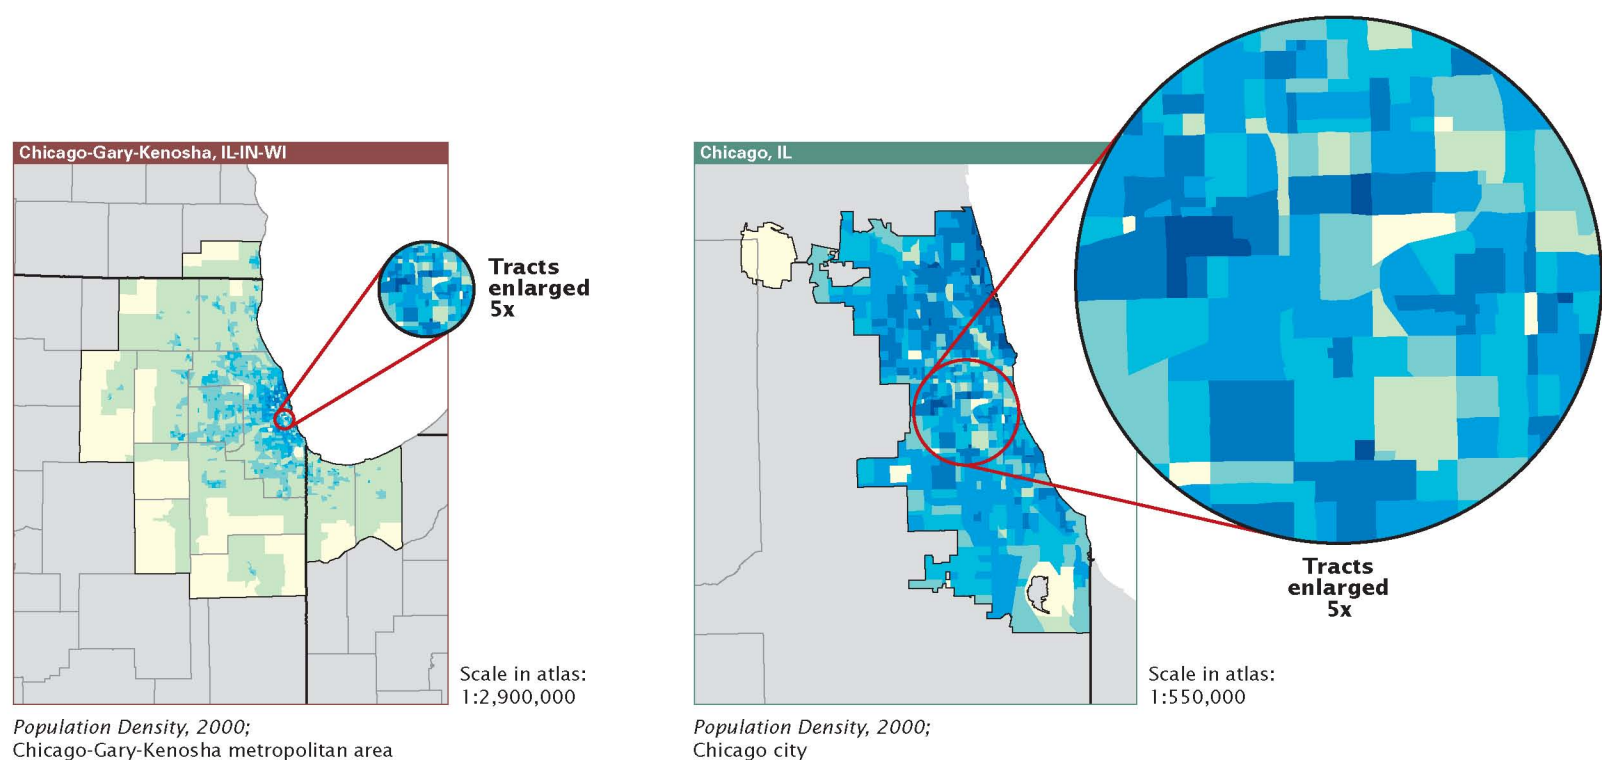 Chicago-Gary-Kenosha, IL-IN-WI
Tracts
enlarged
5x
Scale in atlas:
1:2,900,000
Population Density, 2000;
Chicago-Gary-Kenosha metropolitan area
Chicago, IL
Tracts
enlarged
5x
Scale in atlas:
1:550,000
Population Density, 2000;
Chicago city